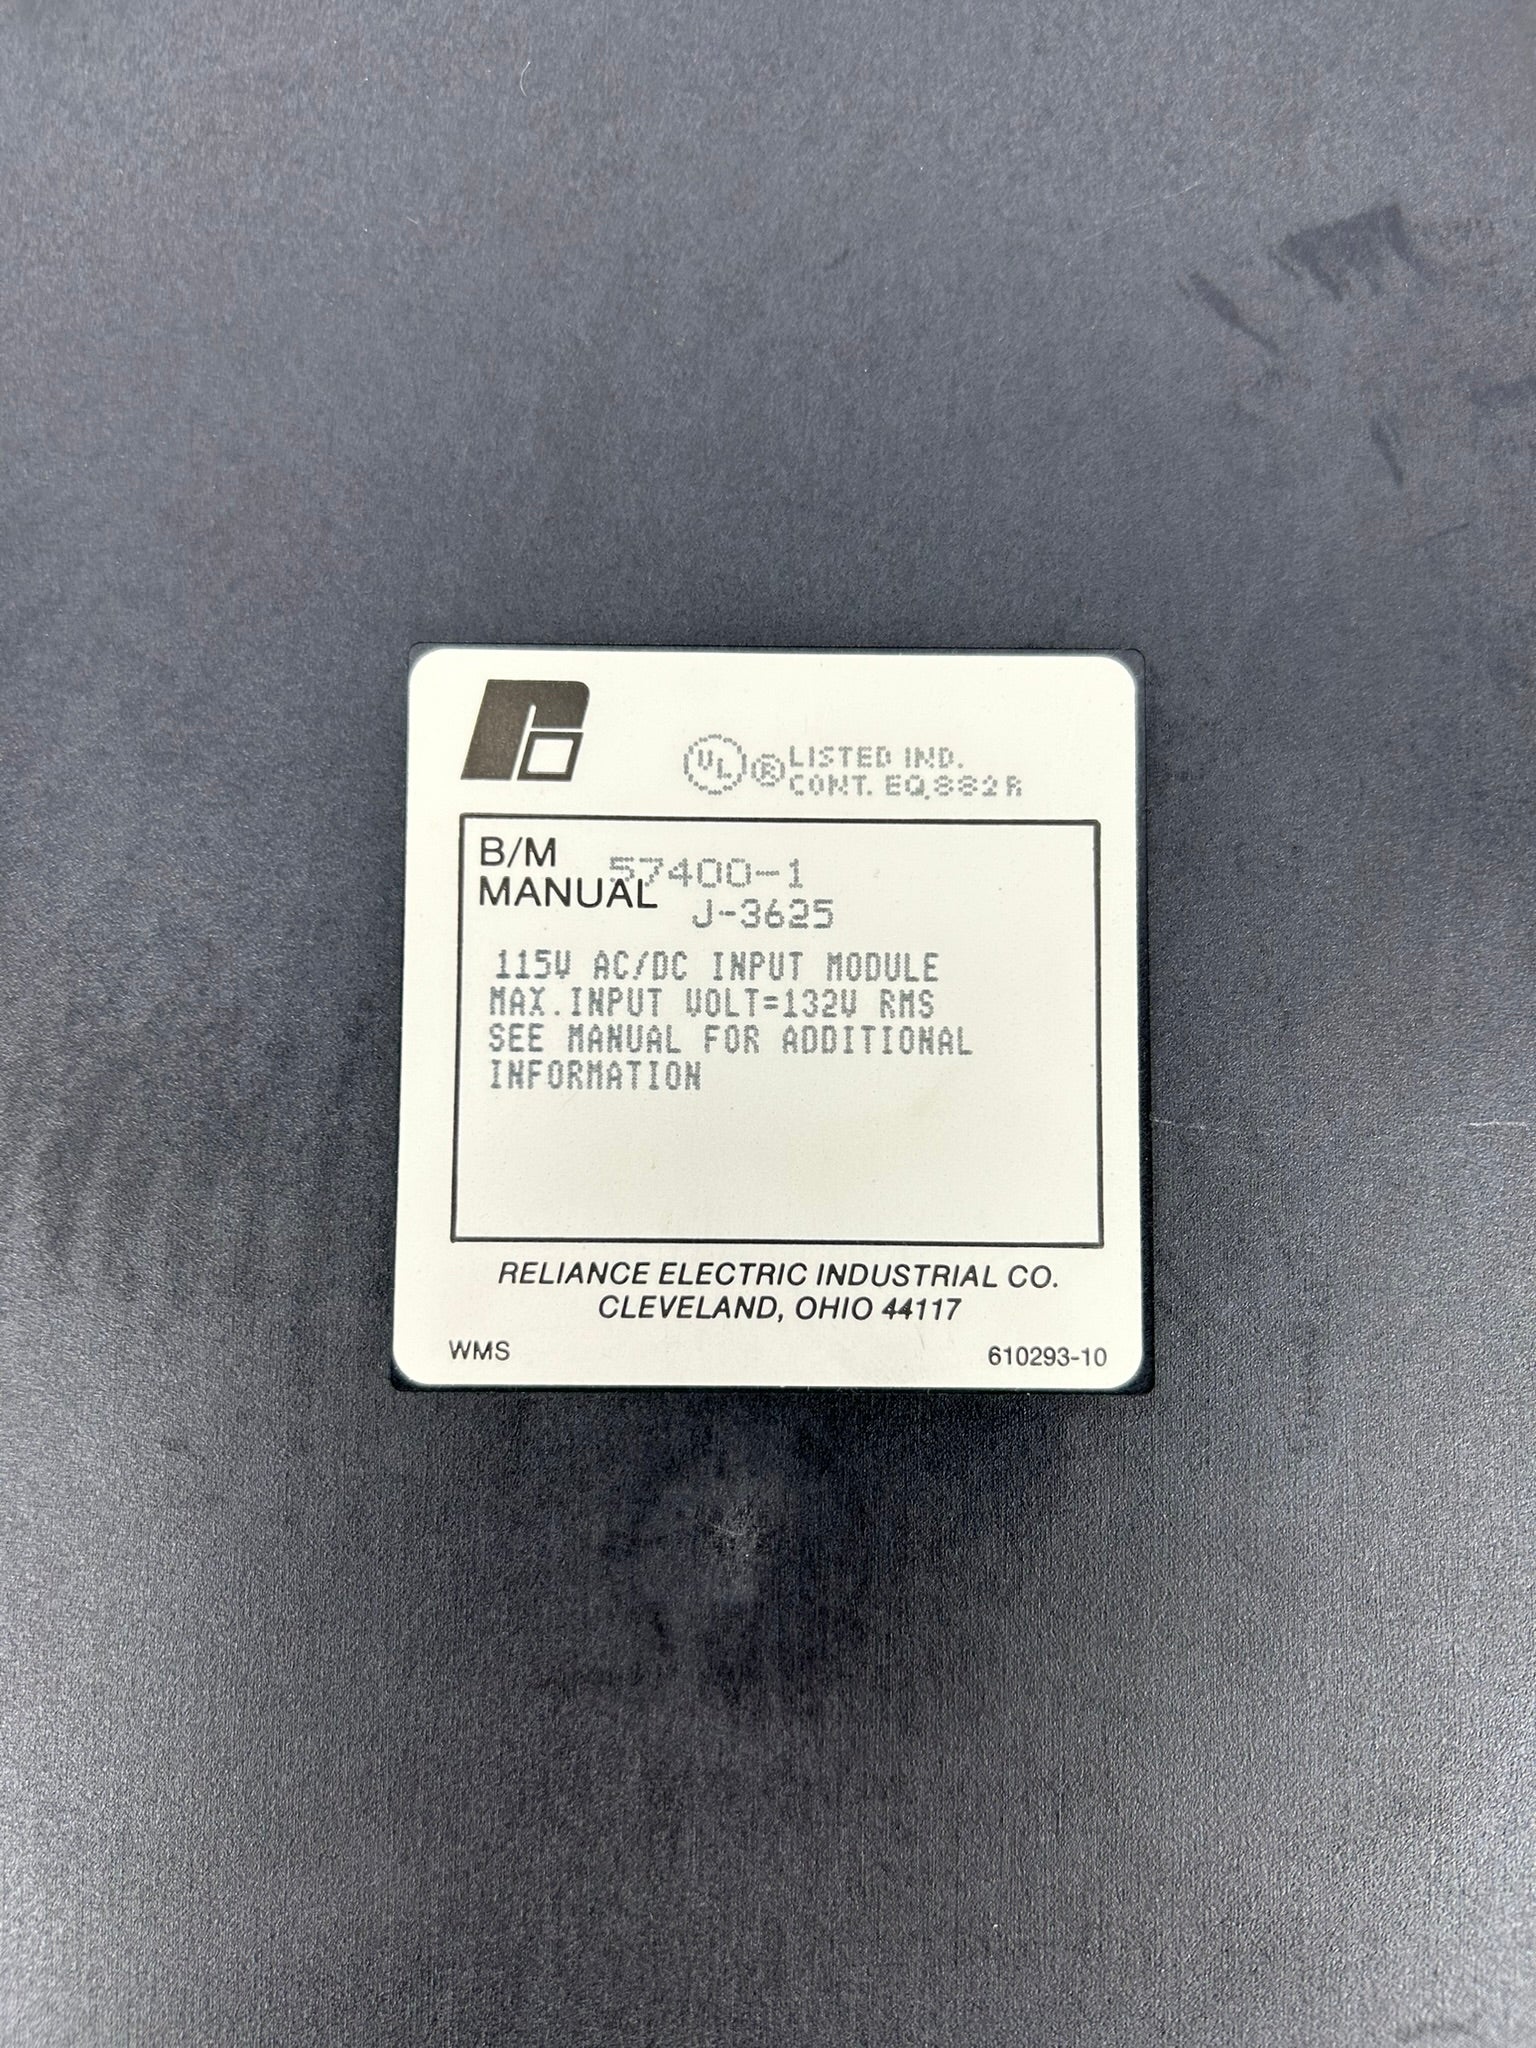 UL ® LISTED IND.
CONT. EQ.882R
B/M 57400-1
MANUAL J-3625
115V AC/DC INPUT MODULE
MAX.INPUT VOLT=132V RMS
SEE MANUAL FOR ADDITIONAL
INFORMATION
RELIANCE ELECTRIC INDUSTRIAL CO.
CLEVELAND, OHIO 44117
WMS 610293-10